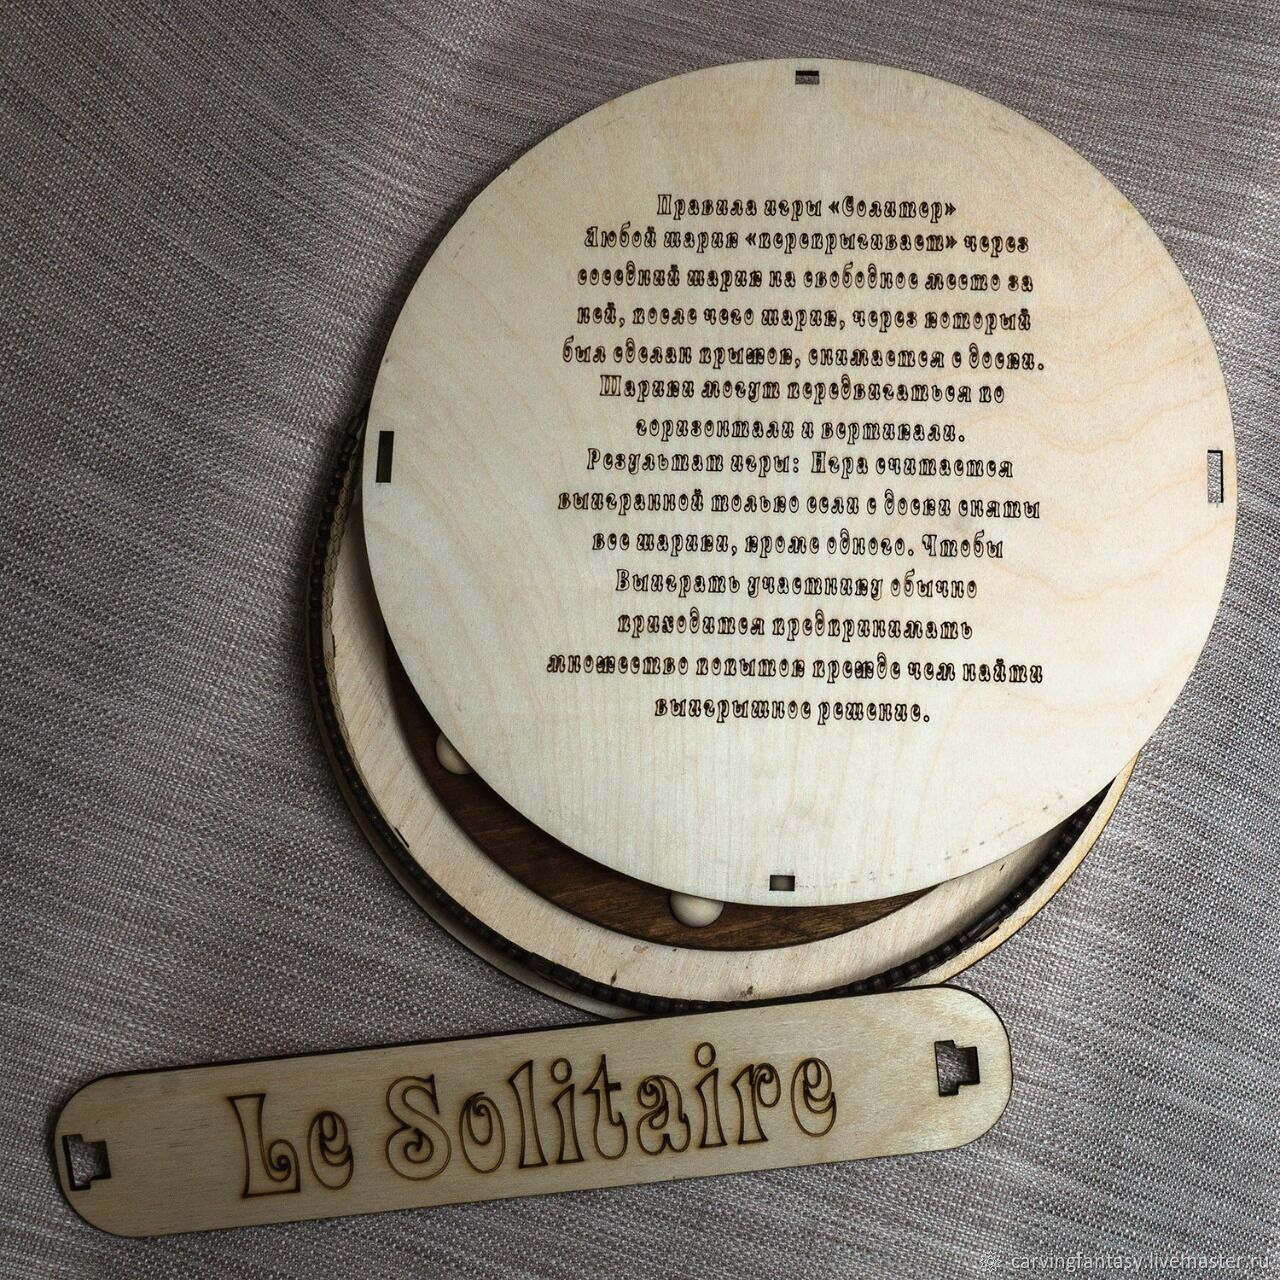 Правила игры «Солитер»
Любой шарик «перепрыгивает» через
соседний шарик на свободное место за
ней, после чего шарик, через который
был сделан прыжок, снимается с доски.
Шарики могут передвигаться по
горизонтали и вертикали.
Результат игры: Игра считается
выигранной только если с доски сняты
все шарики, кроме одного. Чтобы
Выиграть участнику обычно
приходится предпринимать
множество попыток прежде чем найти
выигрышное решение.
Le Solitaire
carvingfantasy.livemaster.ru